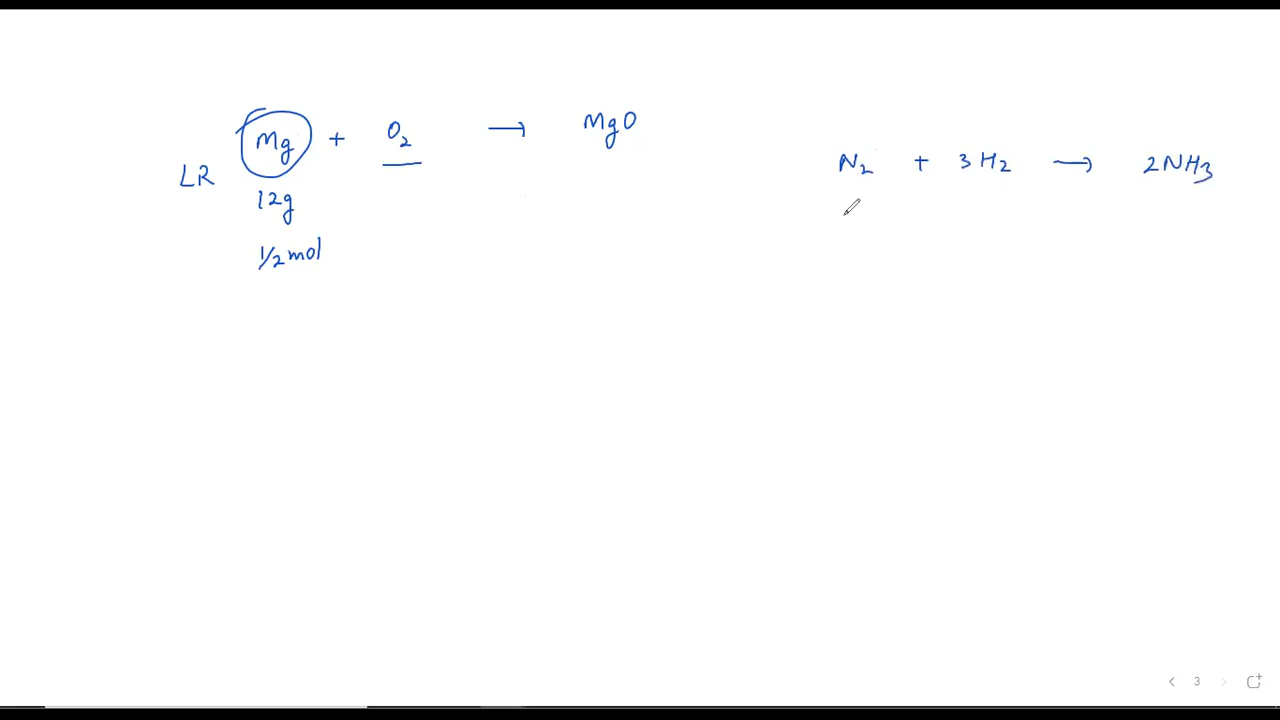 Mg + O₂ → MgO
LR
12g
1/2 mol
N₂ + 3H₂ → 2NH₃
< 3 >